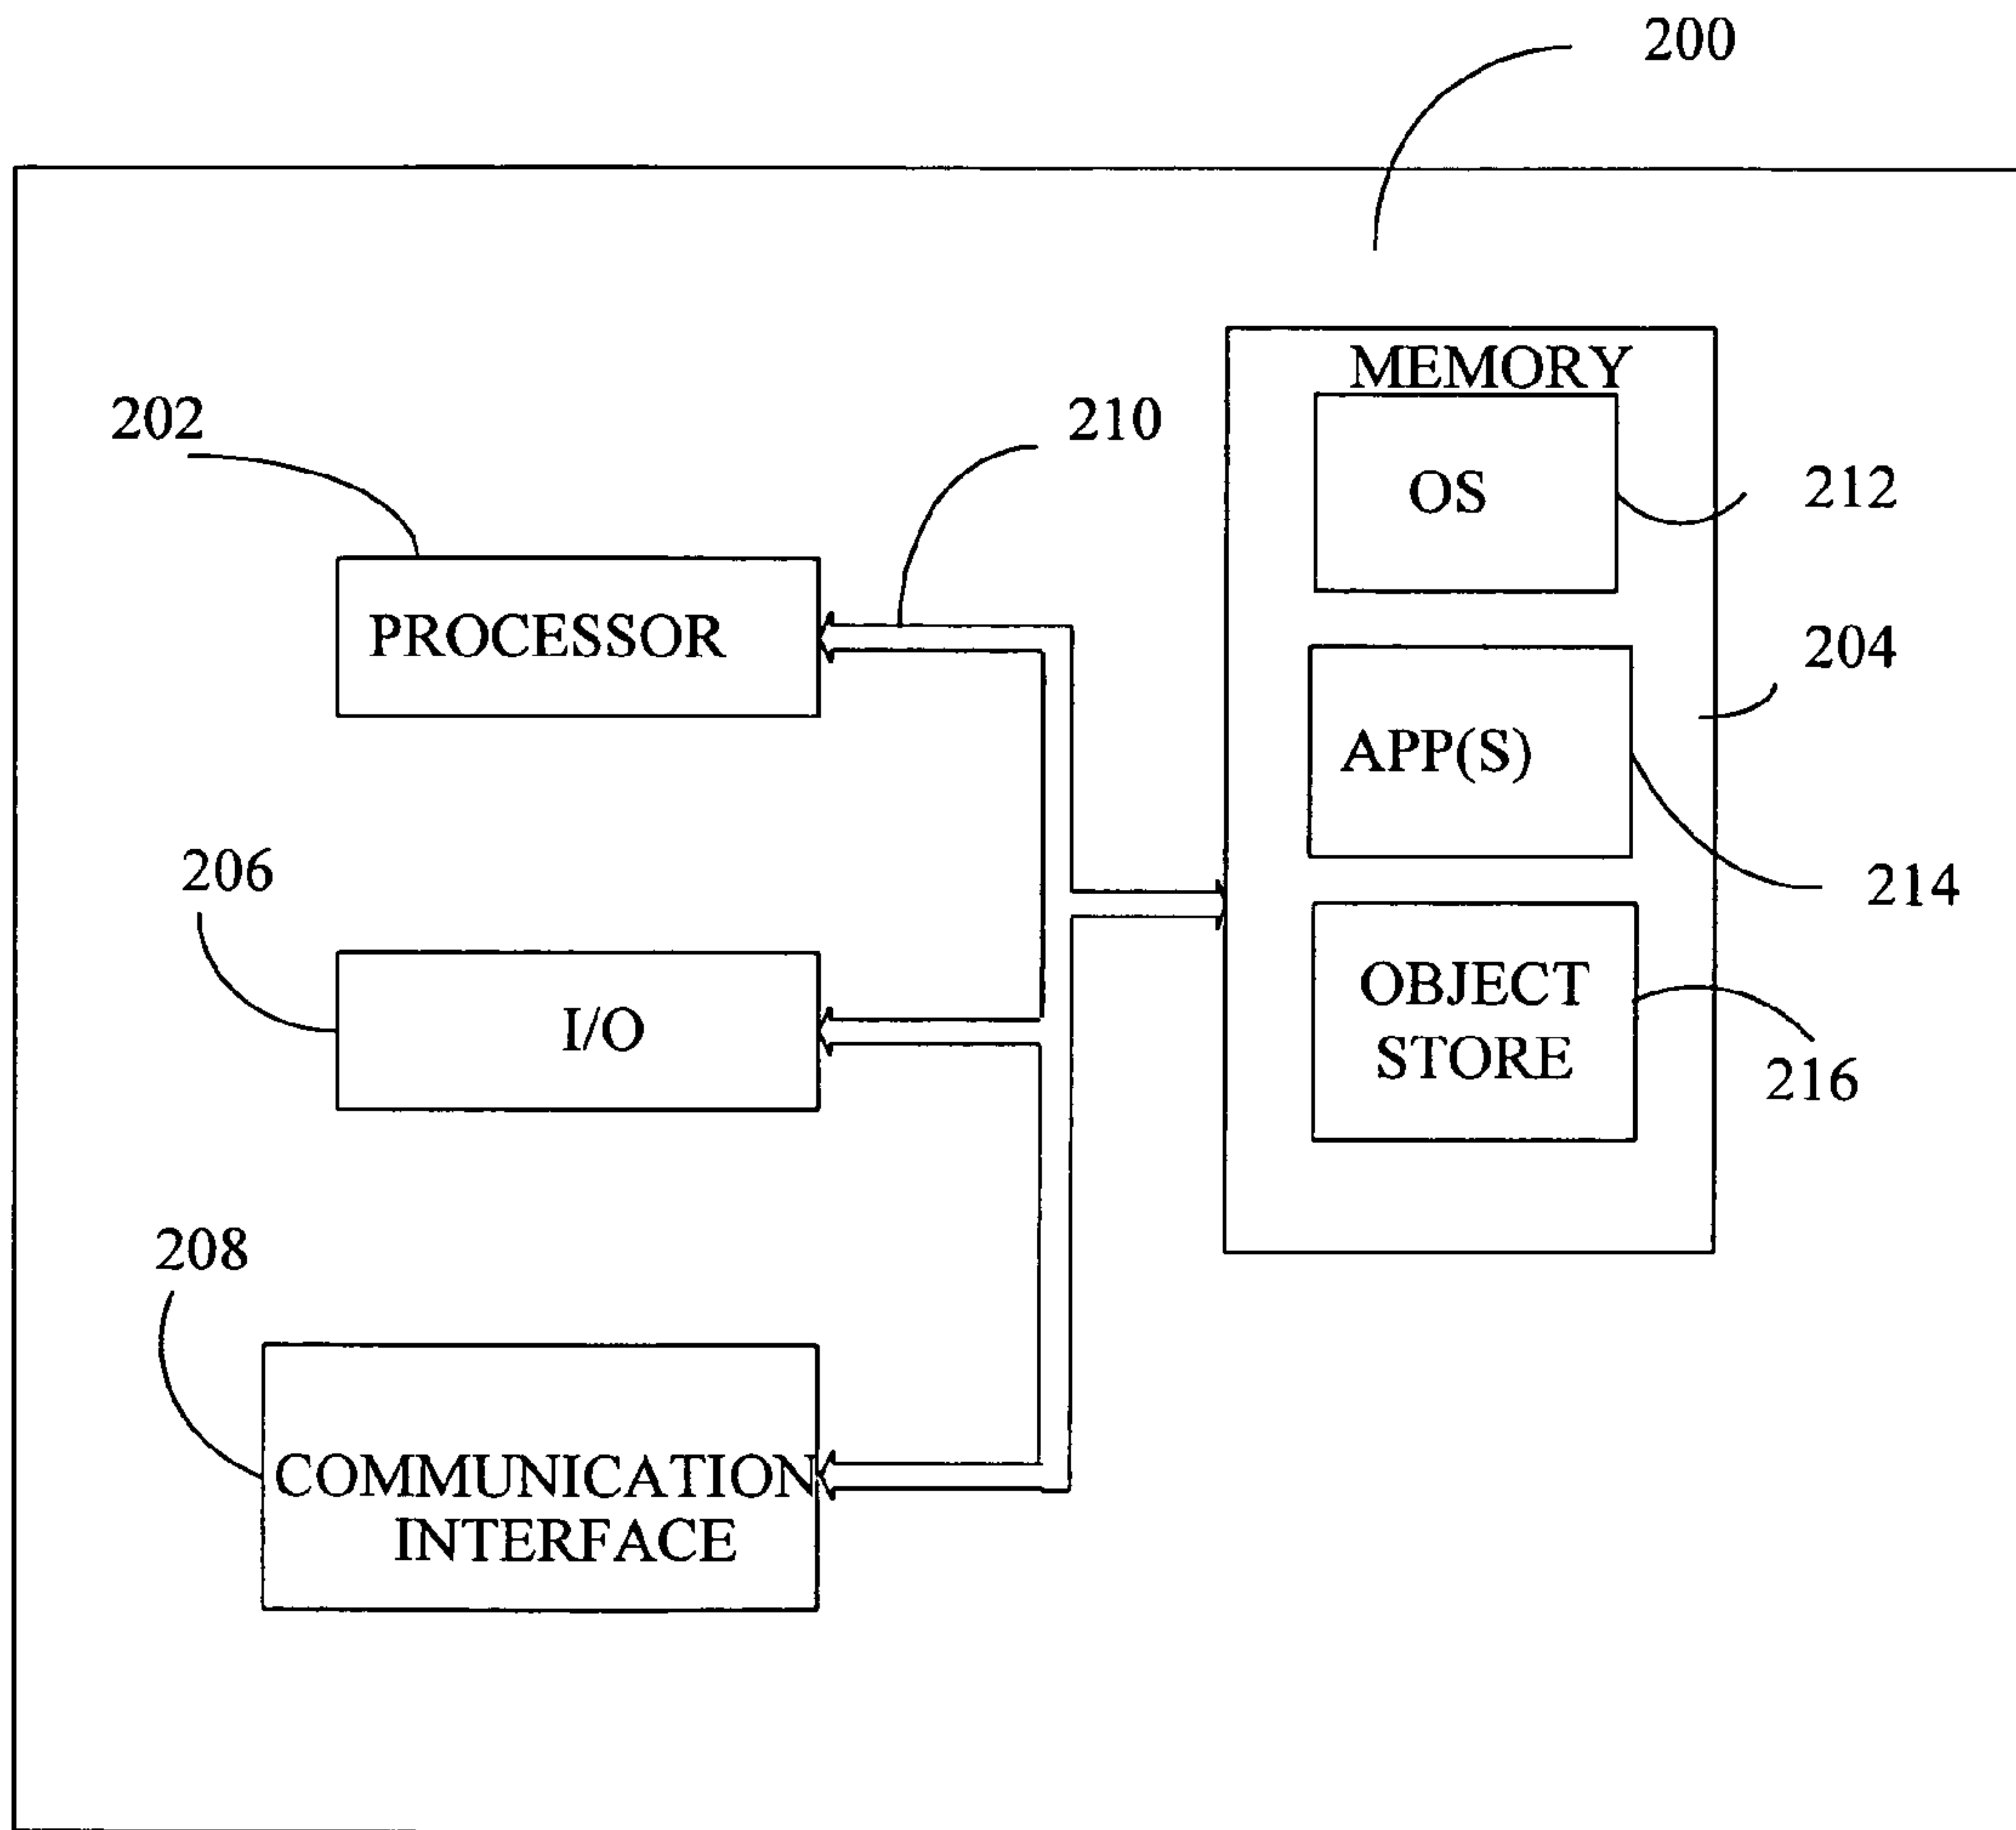 200
MEMORY
202
210
OS
212
PROCESSOR
204
APP(S)
206
214
OBJECT
STORE
I/O
216
208
COMMUNICATION
INTERFACE